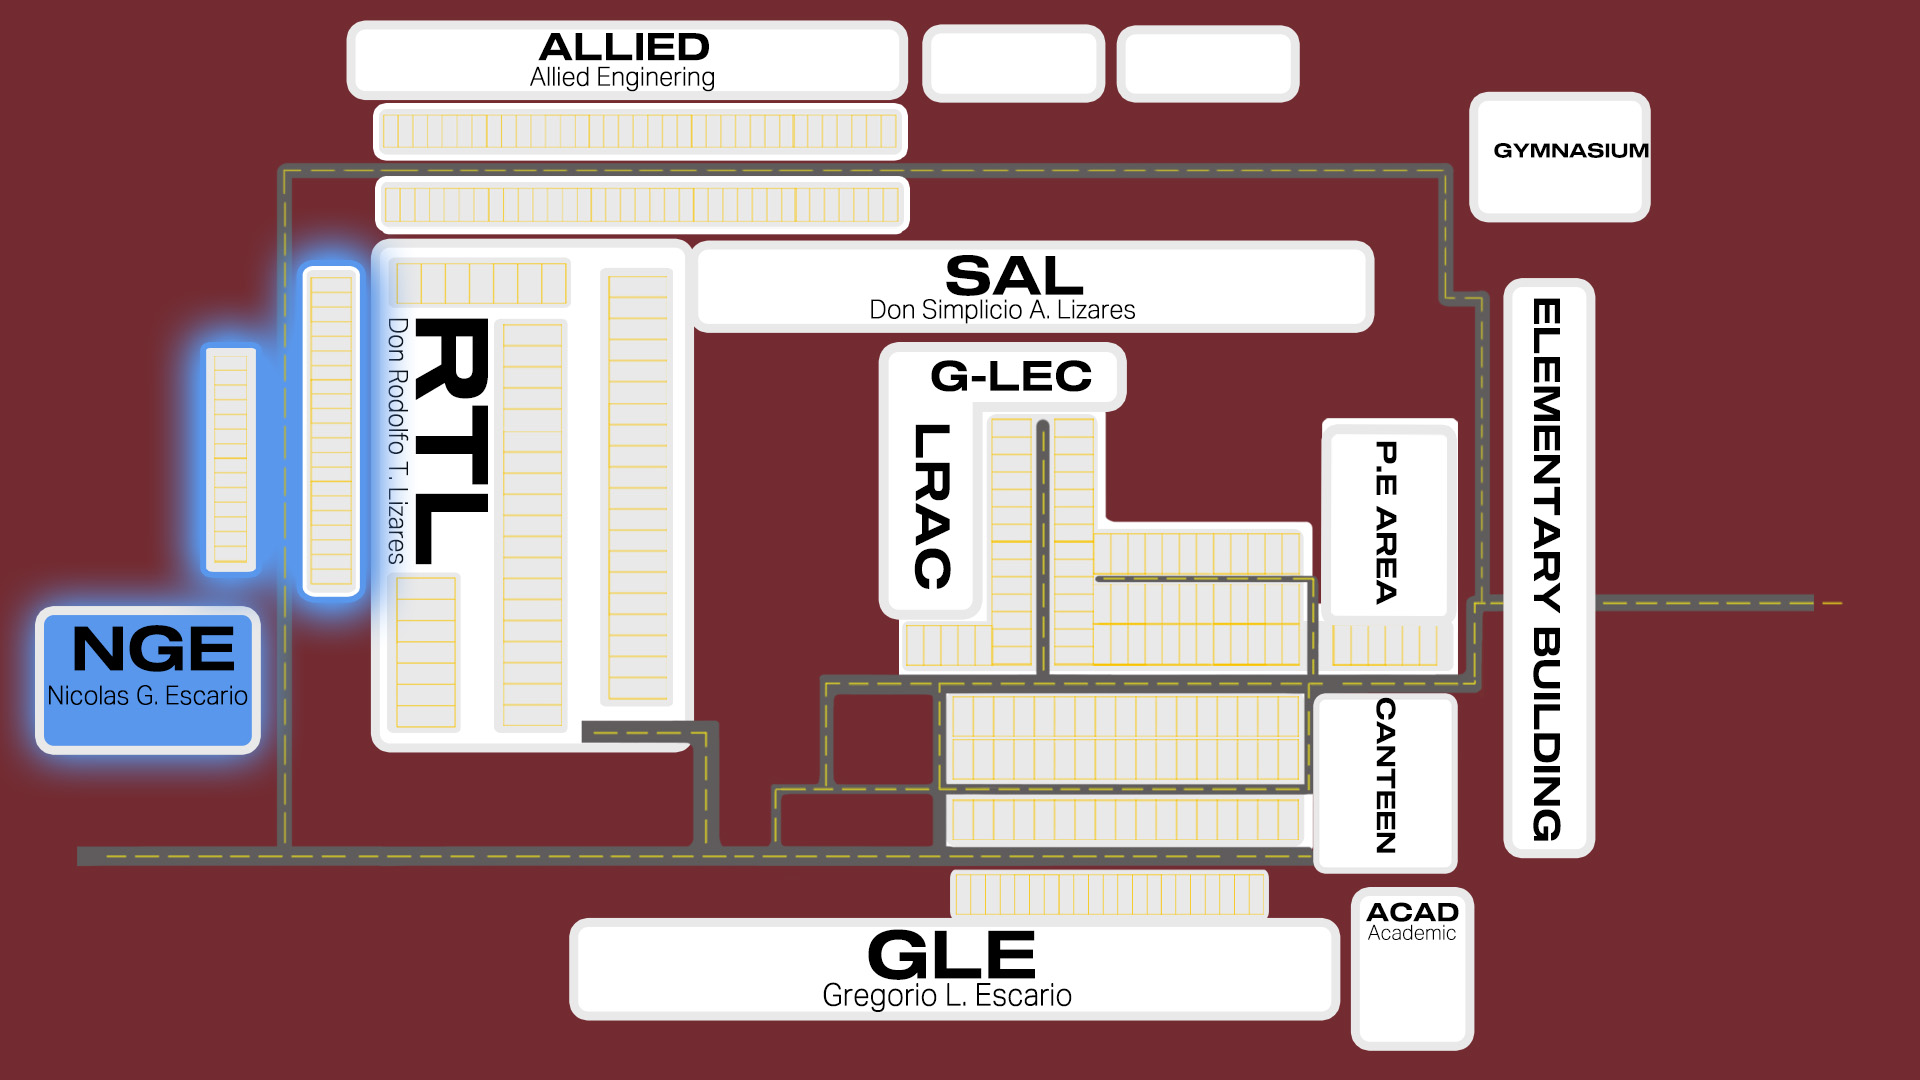 ALLIED
Allied Enginering
GYMNASIUM
SAL
Don Simplicio A. Lizares
RTL
Don Rodolfo T. Lizares
G-LEC
LRAC
P.E AREA
ELEMENTARY BUILDING
NGE
Nicolas G. Escario
CANTEEN
ACAD
Academic
GLE
Gregorio L. Escario